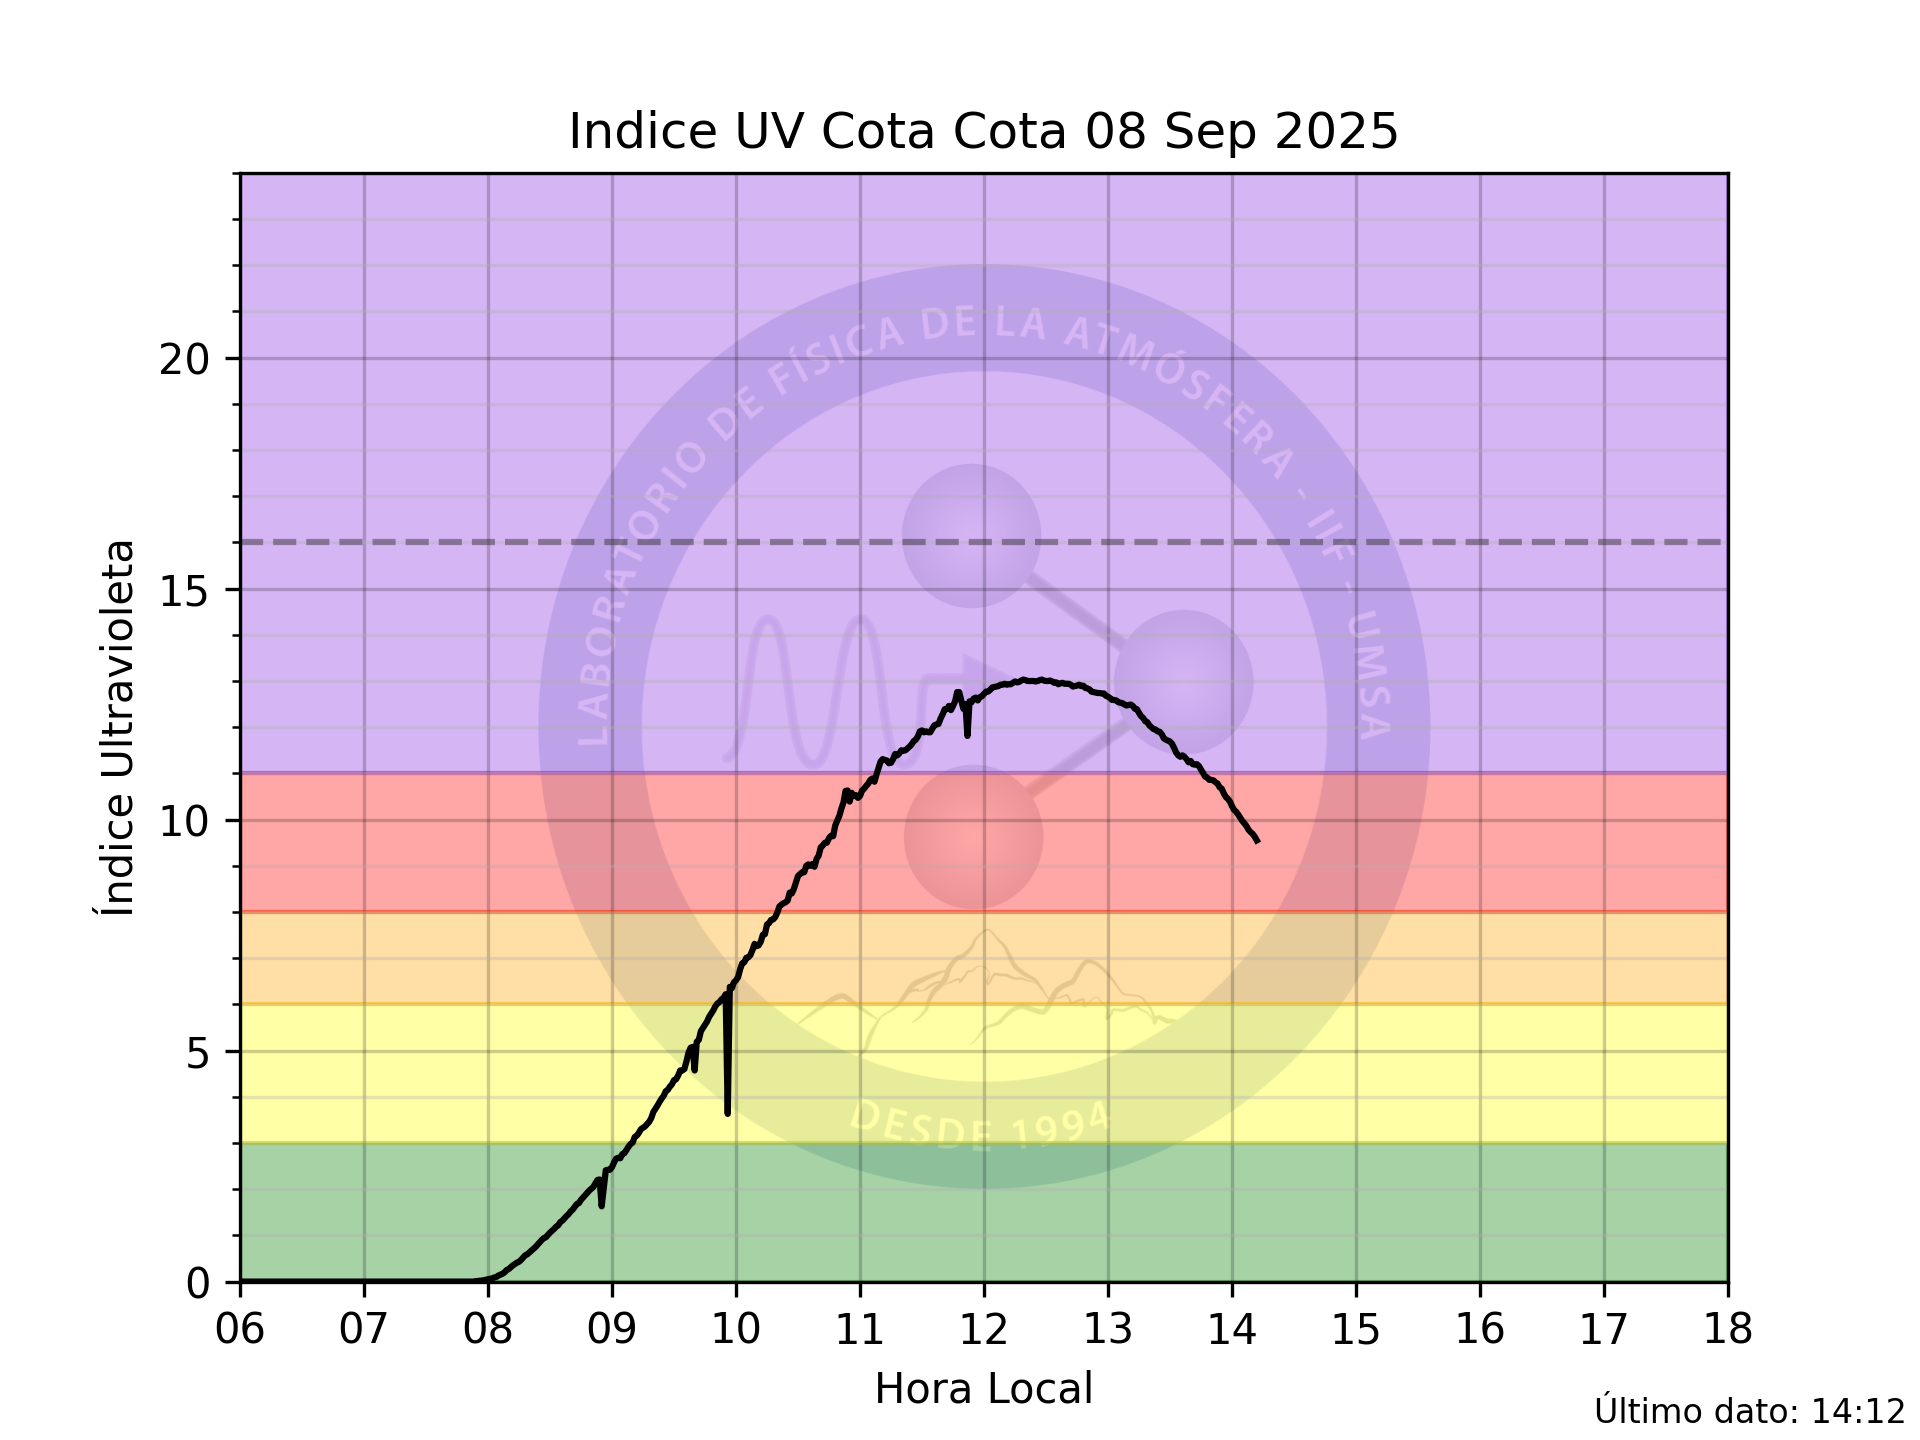 Indice UV Cota Cota 08 Sep 2025
Índice Ultravioleta
20
15
10
5
0
LABORATORIO DE FÍSICA DE LA ATMÓSFERA - IIF - UMSA
DESDE 1994
06 07 08 09 10 11 12 13 14 15 16 17 18
Hora Local
Último dato: 14:12